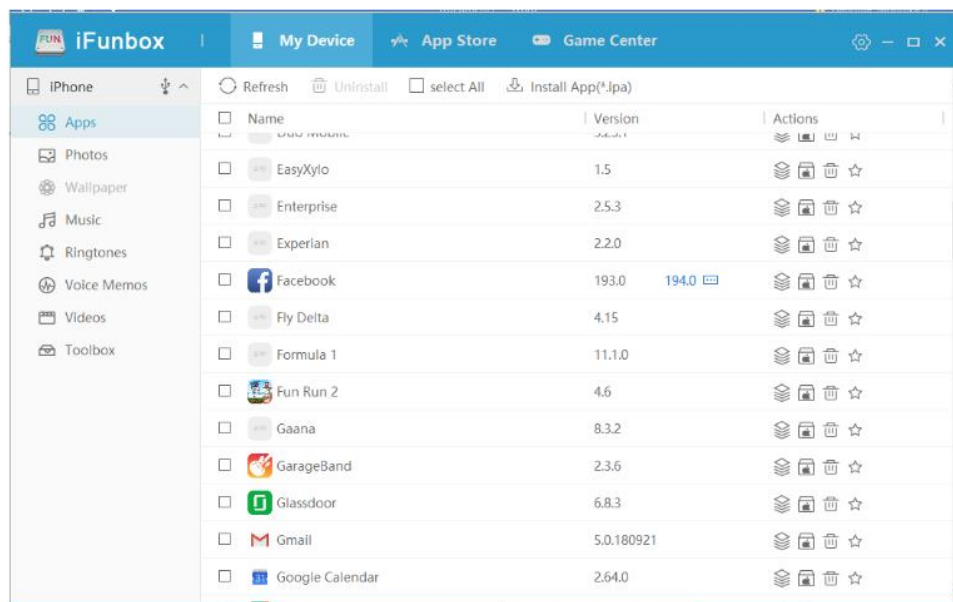 FUN iFunbox My Device App Store Game Center
iPhone Refresh Uninstall select All Install App(*.Ipa)
Apps
Photos
Wallpaper
Music
Ringtones
Voice Memos
Videos
Toolbox
Name Version Actions
Duo Mobile
EasyXylo 1.5
Enterprise 2.5.3
Experian 2.2.0
Facebook 193.0 194.0
Fly Delta 4.15
Formula 1 11.1.0
Fun Run 2 4.6
Gaana 8.3.2
GarageBand 2.3.6
Glassdoor 6.8.3
Gmail 5.0.180921
Google Calendar 2.64.0